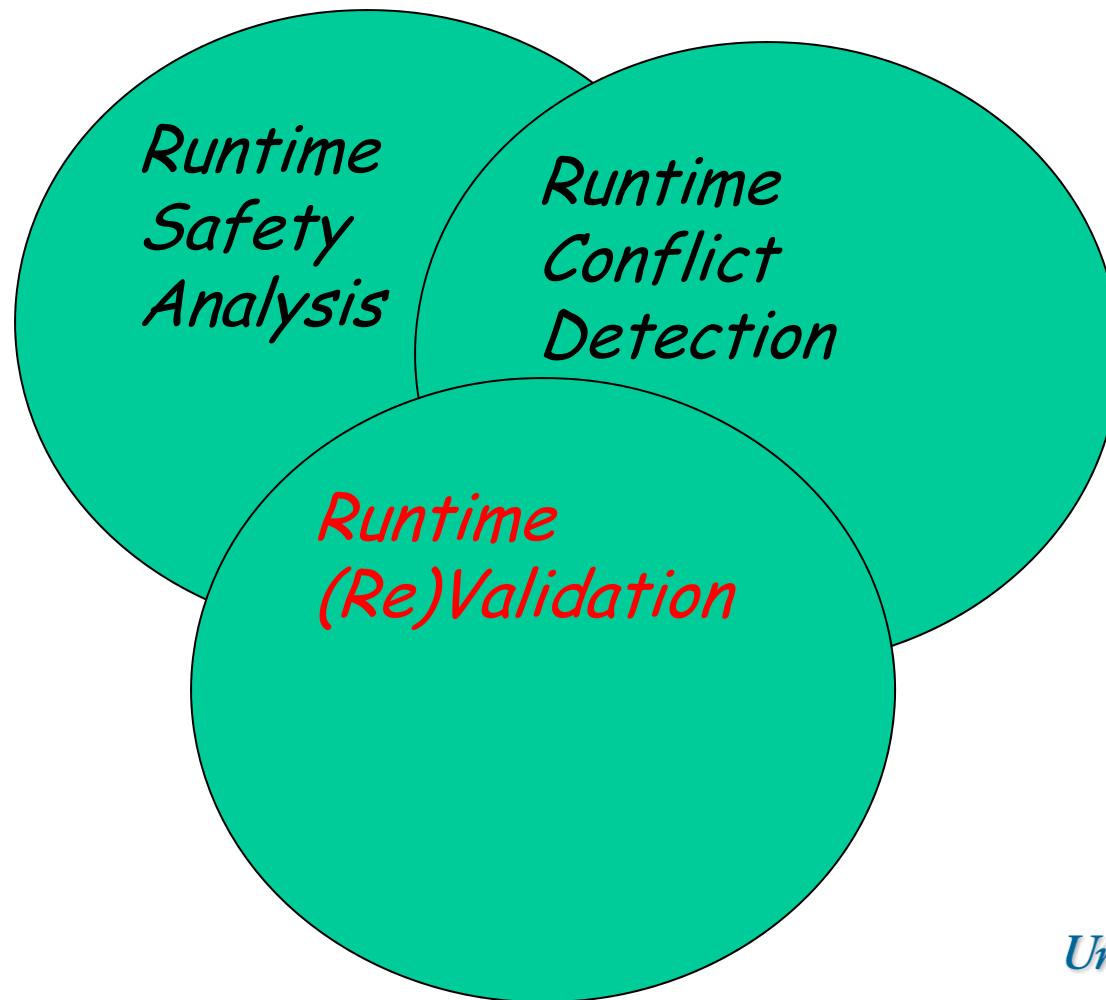 Runtime
Safety
Analysis
Runtime
Conflict
Detection
Runtime
(Re)Validation